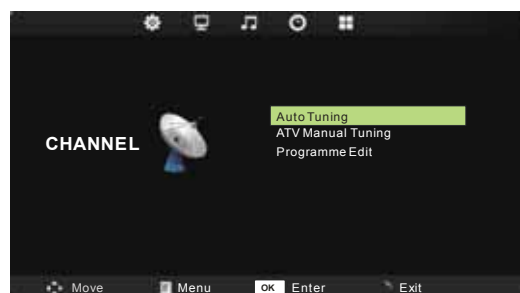 Auto Tuning
CHANNEL
ATV Manual Tuning
Programme Edit
Move Menu OK Enter Exit